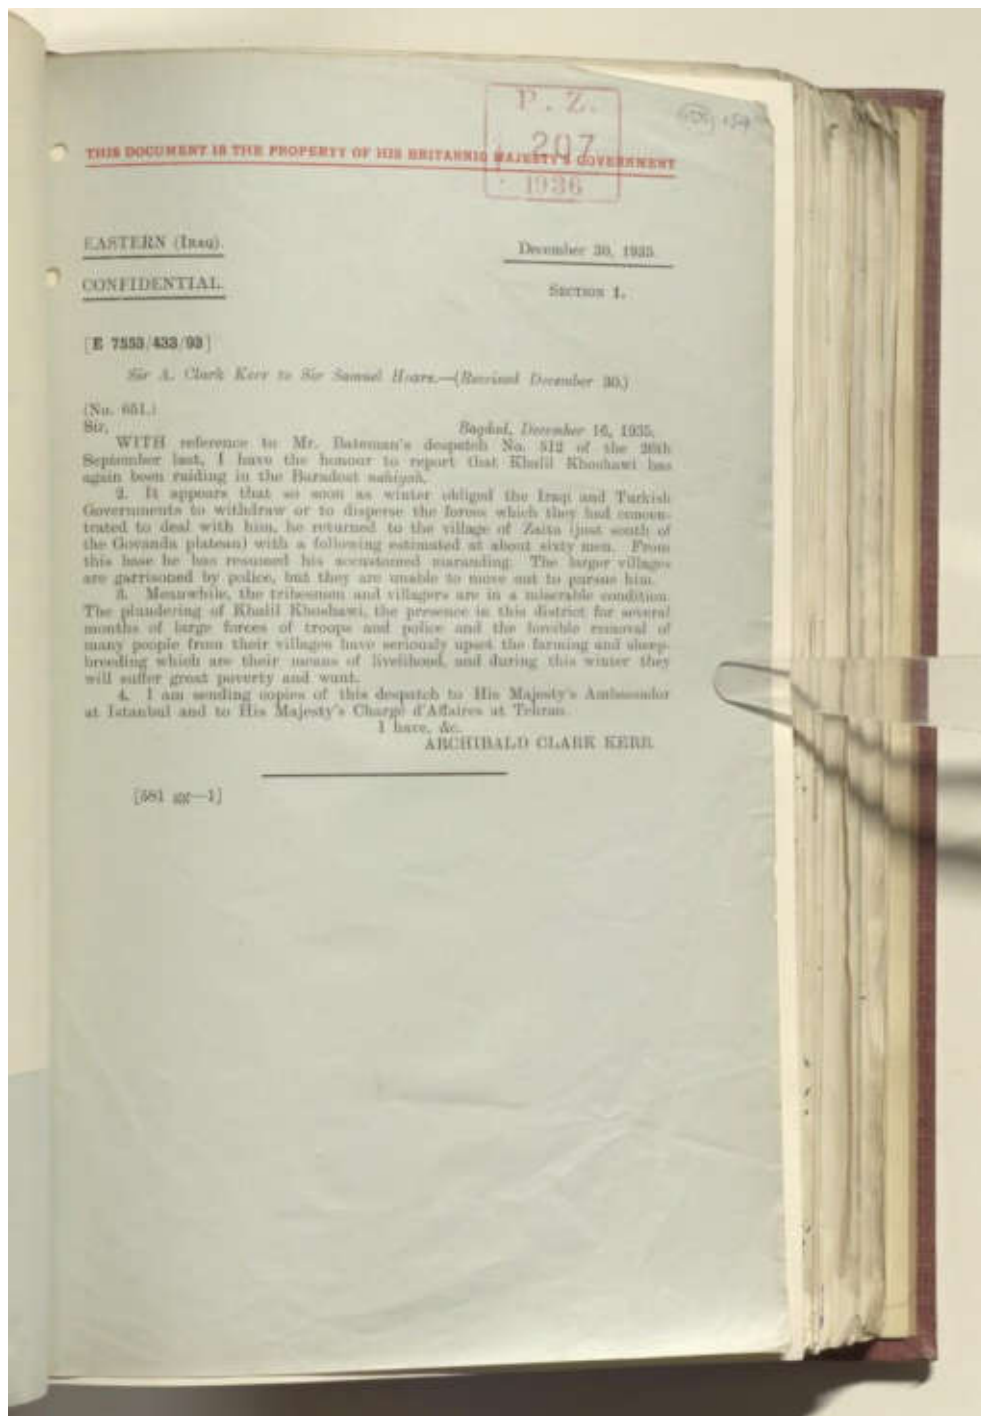 P. Z.
207
1936
THIS DOCUMENT IS THE PROPERTY OF HIS BRITANNIC MAJESTY'S GOVERNMENT
EASTERN (IRAQ).
December 30, 1935.
CONFIDENTIAL.
SECTION 1.
[E 7553/433/93]
Sir A. Clark Kerr to Sir Samuel Hoare.—(Received December 30.)
(No. 651.)
Sir, Bagdad, December 16, 1935.
WITH reference to Mr. Bateman's despatch No. 512 of the 26th
September last, I have the honour to report that Khalil Khoshawi has
again been raiding in the Baradost nahiyah.
2. It appears that so soon as winter obliged the Iraqi and Turkish
Governments to withdraw or to disperse the forces which they had concen-
trated to deal with him, he returned to the village of Zaita (just south of
the Govanda plateau) with a following estimated at about sixty men. From
this base he has resumed his accustomed marauding. The larger villages
are garrisoned by police, but they are unable to move out to pursue him.
3. Meanwhile, the tribesmen and villagers are in a miserable condition.
The plundering of Khalil Khoshawi, the presence in this district for several
months of large forces of troops and police and the forcible removal of
many people from their villages have seriously upset the farming and sheep-
breeding which are their means of livelihood, and during this winter they
will suffer great poverty and want.
4. I am sending copies of this despatch to His Majesty's Ambassador
at Istanbul and to His Majesty's Chargé d'Affaires at Tehran.
I have, &c.
ARCHIBALD CLARK KERR.
[581 gg—1]